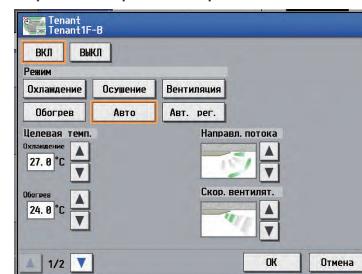 Tenant
Tenant1F-B
ВКЛ ВЫКЛ
Режим
Охлаждение Осушение Вентиляция
Обогрев Авто Авт. рег.
Целевая темп. Направл. потока
Охлаждение
27.0 °C
Скор. вентилят.
Обогрев
24.0 °C
1/2 OK Отмена